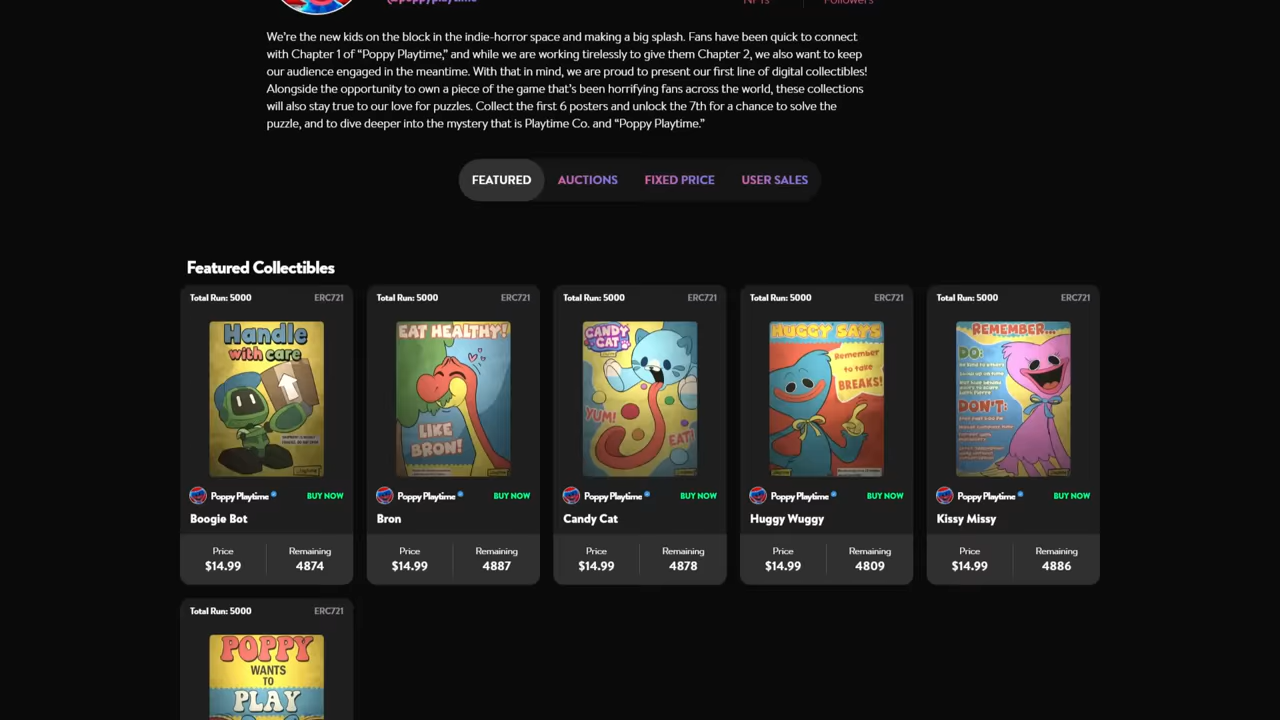 @poppyplaytime
NFTs
Followers
We're the new kids on the block in the indie-horror space and making a big splash. Fans have been quick to connect
with Chapter 1 of "Poppy Playtime," and while we are working tirelessly to give them Chapter 2, we also want to keep
our audience engaged in the meantime. With that in mind, we are proud to present our first line of digital collectibles!
Alongside the opportunity to own a piece of the game that's been horrifying fans across the world, these collections
will also stay true to our love for puzzles. Collect the first 6 posters and unlock the 7th for a chance to solve the
puzzle, and to dive deeper into the mystery that is Playtime Co. and "Poppy Playtime."
FEATURED
AUCTIONS
FIXED PRICE
USER SALES
Featured Collectibles
Total Run: 5000
ERC721
Handle
with care
Poppy Playtime
BUY NOW
Boogie Bot
Price
Remaining
$14.99
4874
Total Run: 5000
ERC721
EAT HEALTHY!
LIKE
BRON!
Poppy Playtime
BUY NOW
Bron
Price
Remaining
$14.99
4887
Total Run: 5000
ERC721
CANDY
CAT
YUM!
EAT!
Poppy Playtime
BUY NOW
Candy Cat
Price
Remaining
$14.99
4878
Total Run: 5000
ERC721
HUGGY SAYS
Remember
to take
BREAKS!
Poppy Playtime
BUY NOW
Huggy Wuggy
Price
Remaining
$14.99
4809
Total Run: 5000
ERC721
REMEMBER...
DO:
DON'T:
Poppy Playtime
BUY NOW
Kissy Missy
Price
Remaining
$14.99
4886
Total Run: 5000
ERC721
POPPY
WANTS
TO
PLAY